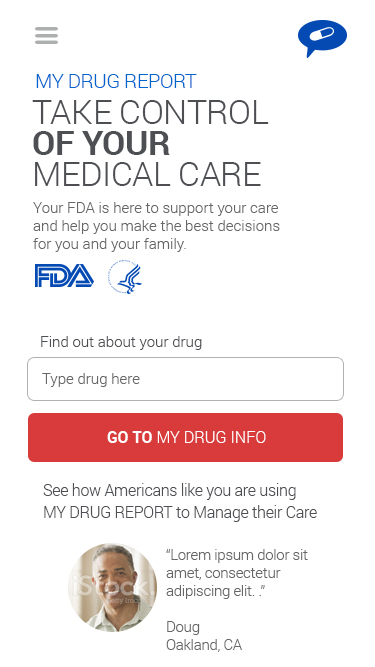 MY DRUG REPORT
TAKE CONTROL
OF YOUR
MEDICAL CARE
Your FDA is here to support your care
and help you make the best decisions
for you and your family.
FDA
Find out about your drug
Type drug here
GO TO MY DRUG INFO
See how Americans like you are using
MY DRUG REPORT to Manage their Care
“Lorem ipsum dolor sit
amet, consectetur
adipiscing elit. .”
iStock
Doug
Oakland, CA